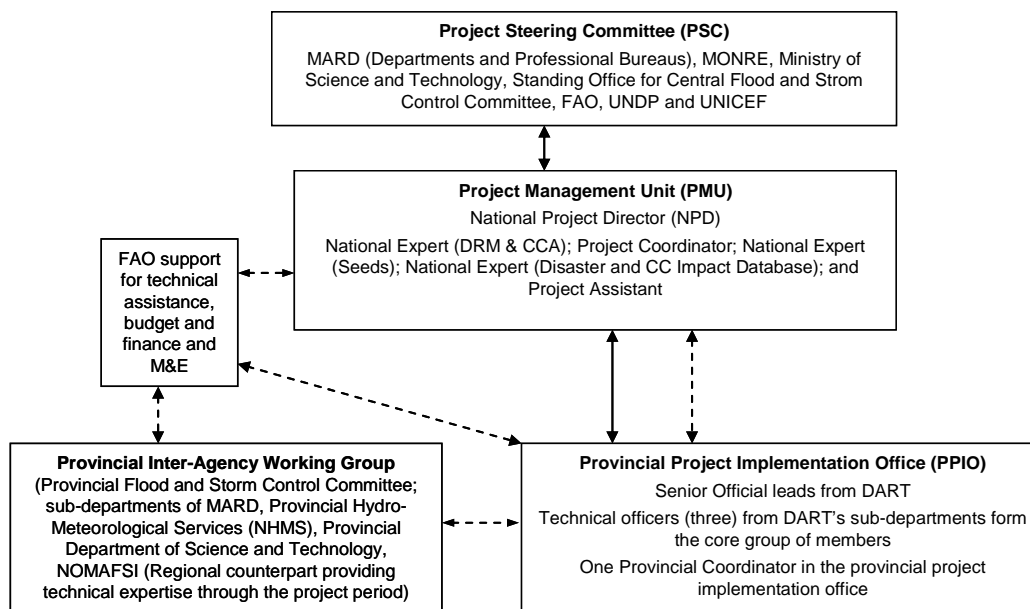 Project Steering Committee (PSC)
MARD (Departments and Professional Bureaus), MONRE, Ministry of
Science and Technology, Standing Office for Central Flood and Strom
Control Committee, FAO, UNDP and UNICEF
Project Management Unit (PMU)
National Project Director (NPD)
National Expert (DRM & CCA); Project Coordinator; National Expert
(Seeds); National Expert (Disaster and CC Impact Database); and
Project Assistant
FAO support
for technical
assistance,
budget and
finance and
M&E
Provincial Inter-Agency Working Group
(Provincial Flood and Storm Control Committee;
sub-departments of MARD, Provincial Hydro-
Meteorological Services (NHMS), Provincial
Department of Science and Technology,
NOMAFSI (Regional counterpart providing
technical expertise through the project period)
Provincial Project Implementation Office (PPIO)
Senior Official leads from DART
Technical officers (three) from DART's sub-departments form
the core group of members
One Provincial Coordinator in the provincial project
implementation office